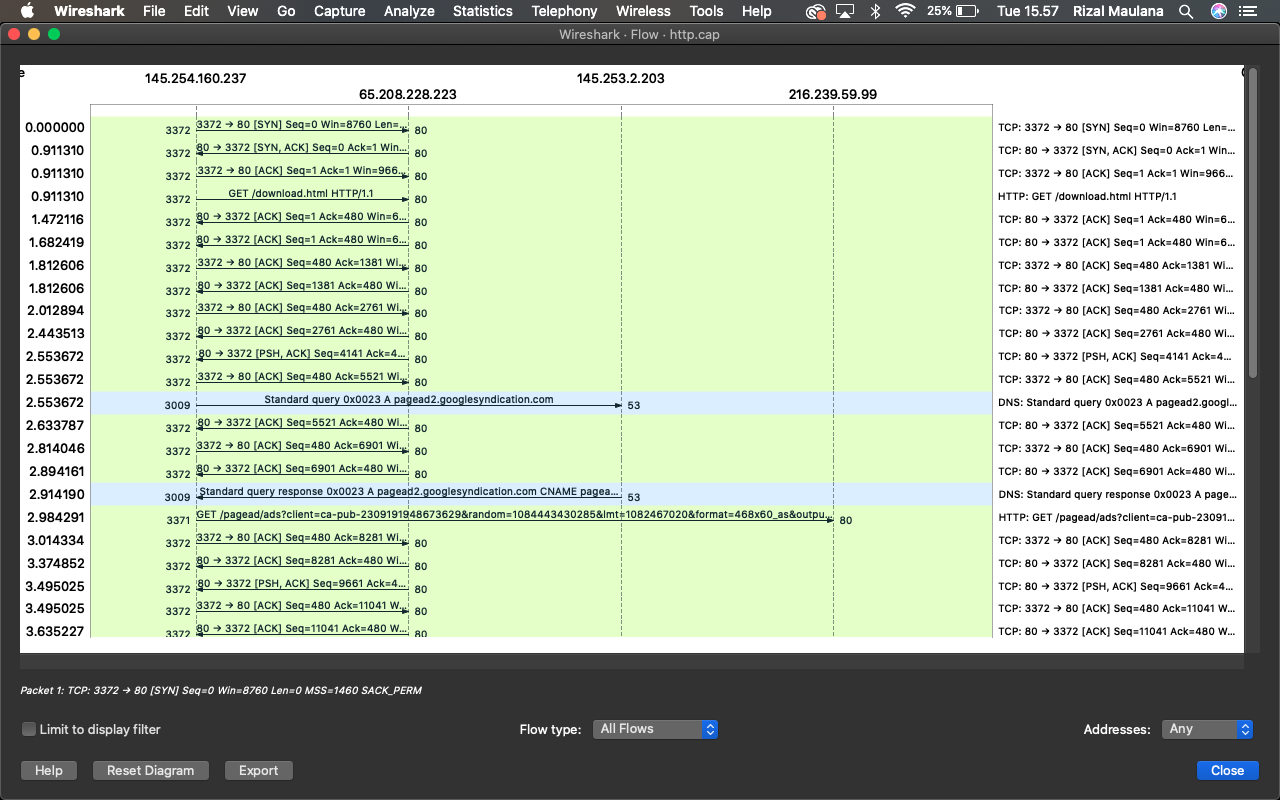 Wireshark File Edit View Go Capture Analyze Statistics Telephony Wireless Tools Help 25% Tue 15.57 Rizal Maulana
Wireshark · Flow · http.cap
e
145.254.160.237 145.253.2.203
65.208.228.223 216.239.59.99
0.000000 3372 3372 → 80 [SYN] Seq=0 Win=8760 Len=... 80 TCP: 3372 → 80 [SYN] Seq=0 Win=8760 Len=...
0.911310 3372 80 → 3372 [SYN, ACK] Seq=0 Ack=1 Win... 80 TCP: 80 → 3372 [SYN, ACK] Seq=0 Ack=1 Win...
0.911310 3372 3372 → 80 [ACK] Seq=1 Ack=1 Win=966... 80 TCP: 3372 → 80 [ACK] Seq=1 Ack=1 Win=966...
0.911310 3372 GET /download.html HTTP/1.1 80 HTTP: GET /download.html HTTP/1.1
1.472116 3372 80 → 3372 [ACK] Seq=1 Ack=480 Win=6... 80 TCP: 80 → 3372 [ACK] Seq=1 Ack=480 Win=6...
1.682419 3372 80 → 3372 [ACK] Seq=1 Ack=480 Win=6... 80 TCP: 80 → 3372 [ACK] Seq=1 Ack=480 Win=6...
1.812606 3372 3372 → 80 [ACK] Seq=480 Ack=1381 Wi... 80 TCP: 3372 → 80 [ACK] Seq=480 Ack=1381 Wi...
1.812606 3372 80 → 3372 [ACK] Seq=1381 Ack=480 Wi... 80 TCP: 80 → 3372 [ACK] Seq=1381 Ack=480 Wi...
2.012894 3372 3372 → 80 [ACK] Seq=480 Ack=2761 Wi... 80 TCP: 3372 → 80 [ACK] Seq=480 Ack=2761 Wi...
2.443513 3372 80 → 3372 [ACK] Seq=2761 Ack=480 Wi... 80 TCP: 80 → 3372 [ACK] Seq=2761 Ack=480 Wi...
2.553672 3372 80 → 3372 [PSH, ACK] Seq=4141 Ack=4... 80 TCP: 80 → 3372 [PSH, ACK] Seq=4141 Ack=4...
2.553672 3372 3372 → 80 [ACK] Seq=480 Ack=5521 Wi... 80 TCP: 3372 → 80 [ACK] Seq=480 Ack=5521 Wi...
2.553672 3009 Standard query 0x0023 A pagead2.googlesyndication.com 53 DNS: Standard query 0x0023 A pagead2.googl...
2.633787 3372 80 → 3372 [ACK] Seq=5521 Ack=480 Wi... 80 TCP: 80 → 3372 [ACK] Seq=5521 Ack=480 Wi...
2.814046 3372 3372 → 80 [ACK] Seq=480 Ack=6901 Wi... 80 TCP: 3372 → 80 [ACK] Seq=480 Ack=6901 Wi...
2.894161 3372 80 → 3372 [ACK] Seq=6901 Ack=480 Wi... 80 TCP: 80 → 3372 [ACK] Seq=6901 Ack=480 Wi...
2.914190 3009 Standard query response 0x0023 A pagead2.googlesyndication.com CNAME pagea... 53 DNS: Standard query response 0x0023 A page...
2.984291 3371 GET /pagead/ads?client=ca-pub-2309191948673629&random=1084443430285&lmt=1082467020&format=468x60_as&outpu... 80 HTTP: GET /pagead/ads?client=ca-pub-23091...
3.014334 3372 3372 → 80 [ACK] Seq=480 Ack=8281 Wi... 80 TCP: 3372 → 80 [ACK] Seq=480 Ack=8281 Wi...
3.374852 3372 80 → 3372 [ACK] Seq=8281 Ack=480 Wi... 80 TCP: 80 → 3372 [ACK] Seq=8281 Ack=480 Wi...
3.495025 3372 80 → 3372 [PSH, ACK] Seq=9661 Ack=4... 80 TCP: 80 → 3372 [PSH, ACK] Seq=9661 Ack=4...
3.495025 3372 3372 → 80 [ACK] Seq=480 Ack=11041 W... 80 TCP: 3372 → 80 [ACK] Seq=480 Ack=11041 W...
3.635227 3372 80 → 3372 [ACK] Seq=11041 Ack=480 W... 80 TCP: 80 → 3372 [ACK] Seq=11041 Ack=480 W...
Packet 1: TCP: 3372 → 80 [SYN] Seq=0 Win=8760 Len=0 MSS=1460 SACK_PERM
Limit to display filter Flow type: All Flows Addresses: Any
Help Reset Diagram Export Close